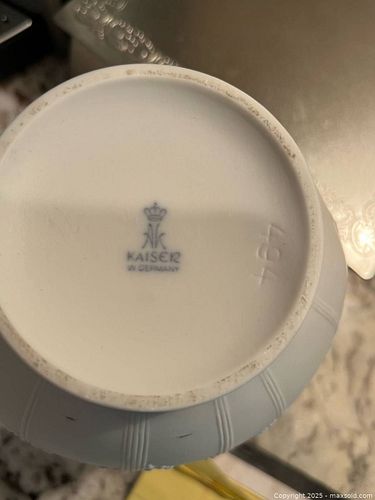 KAISER
W. GERMANY
494
Copyright © 2025 - maxsold.com